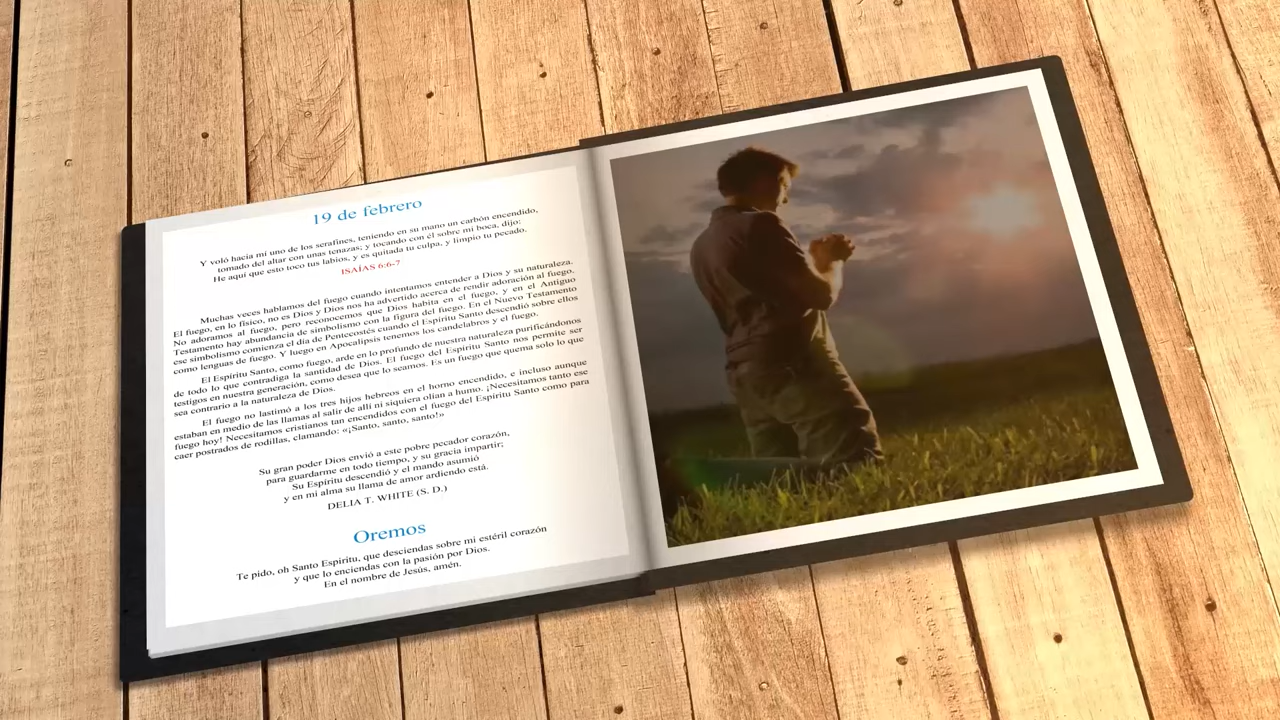 19 de febrero
Y voló hacia mí uno de los serafines, teniendo en su mano un carbón encendido,
tomado del altar con unas tenazas; y tocando con él sobre mi boca, dijo:
He aquí que esto toco tus labios, y es quitada tu culpa, y limpio tu pecado.
ISAÍAS 6:6-7
Muchas veces hablamos del fuego cuando intentamos entender a Dios y su naturaleza.
El fuego, en lo físico, no es Dios y Dios nos ha advertido acerca de rendir adoración al fuego.
No adoramos al fuego, pero reconocemos que Dios habita en el fuego, y en el Antiguo
Testamento hay abundancia de simbolismo con la figura del fuego. En el Nuevo Testamento
ese simbolismo comienza el día de Pentecostés cuando el Espíritu Santo descendió sobre ellos
como lenguas de fuego. Y luego en Apocalipsis tenemos los candelabros y el fuego.
El Espíritu Santo, como fuego, arde en lo profundo de nuestra naturaleza purificándonos
de todo lo que contradiga la santidad de Dios. El fuego del Espíritu Santo nos permite ser
testigos en nuestra generación, como desea que lo seamos. Es un fuego que quema solo lo que
sea contrario a la naturaleza de Dios.
El fuego no lastimó a los tres hijos hebreos en el horno encendido, e incluso aunque
estaban en medio de las llamas al salir de allí ni siquiera olían a humo. ¡Necesitamos tanto ese
fuego hoy! Necesitamos cristianos tan encendidos con el fuego del Espíritu Santo como para
caer postrados de rodillas, clamando: «¡Santo, santo, santo!»
Su gran poder Dios envió a este pobre pecador corazón,
para guardarme en todo tiempo, y su gracia impartir;
Su Espíritu descendió y el mando asumió
y en mi alma su llama de amor ardiendo está.
DELIA T. WHITE (S. D.)
Oremos
Te pido, oh Santo Espíritu, que desciendas sobre mi estéril corazón
y que lo enciendas con la pasión por Dios.
En el nombre de Jesús, amén.